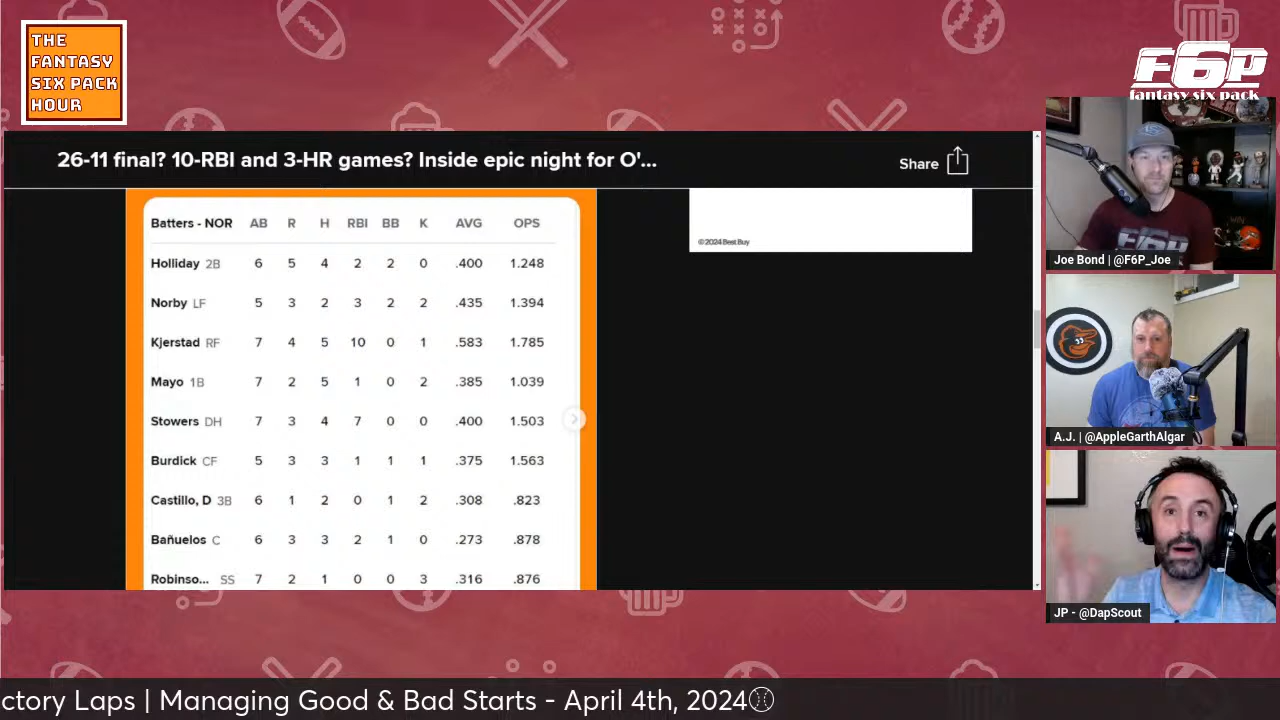 THE
FANTASY
SIX PACK
HOUR
F6P
fantasy six pack
26-11 final? 10-RBI and 3-HR games? Inside epic night for O'...
Share
Batters - NOR AB R H RBI BB K AVG OPS
Holliday 2B 6 5 4 2 2 0 .400 1.248
Norby LF 5 3 2 3 2 2 .435 1.394
Kjerstad RF 7 4 5 10 0 1 .583 1.785
Mayo 1B 7 2 5 1 0 2 .385 1.039
Stowers DH 7 3 4 7 0 0 .400 1.503
Burdick CF 5 3 3 1 1 1 .375 1.563
Castillo, D 3B 6 1 2 0 1 2 .308 .823
Bañuelos C 6 3 3 2 1 0 .273 .878
Robinso... SS 7 2 1 0 0 3 .316 .876
© 2024 Best Buy
Joe Bond | @F6P_Joe
A.J. | @AppleGarthAlgar
JP - @DapScout
ctory Laps | Managing Good & Bad Starts - April 4th, 2024